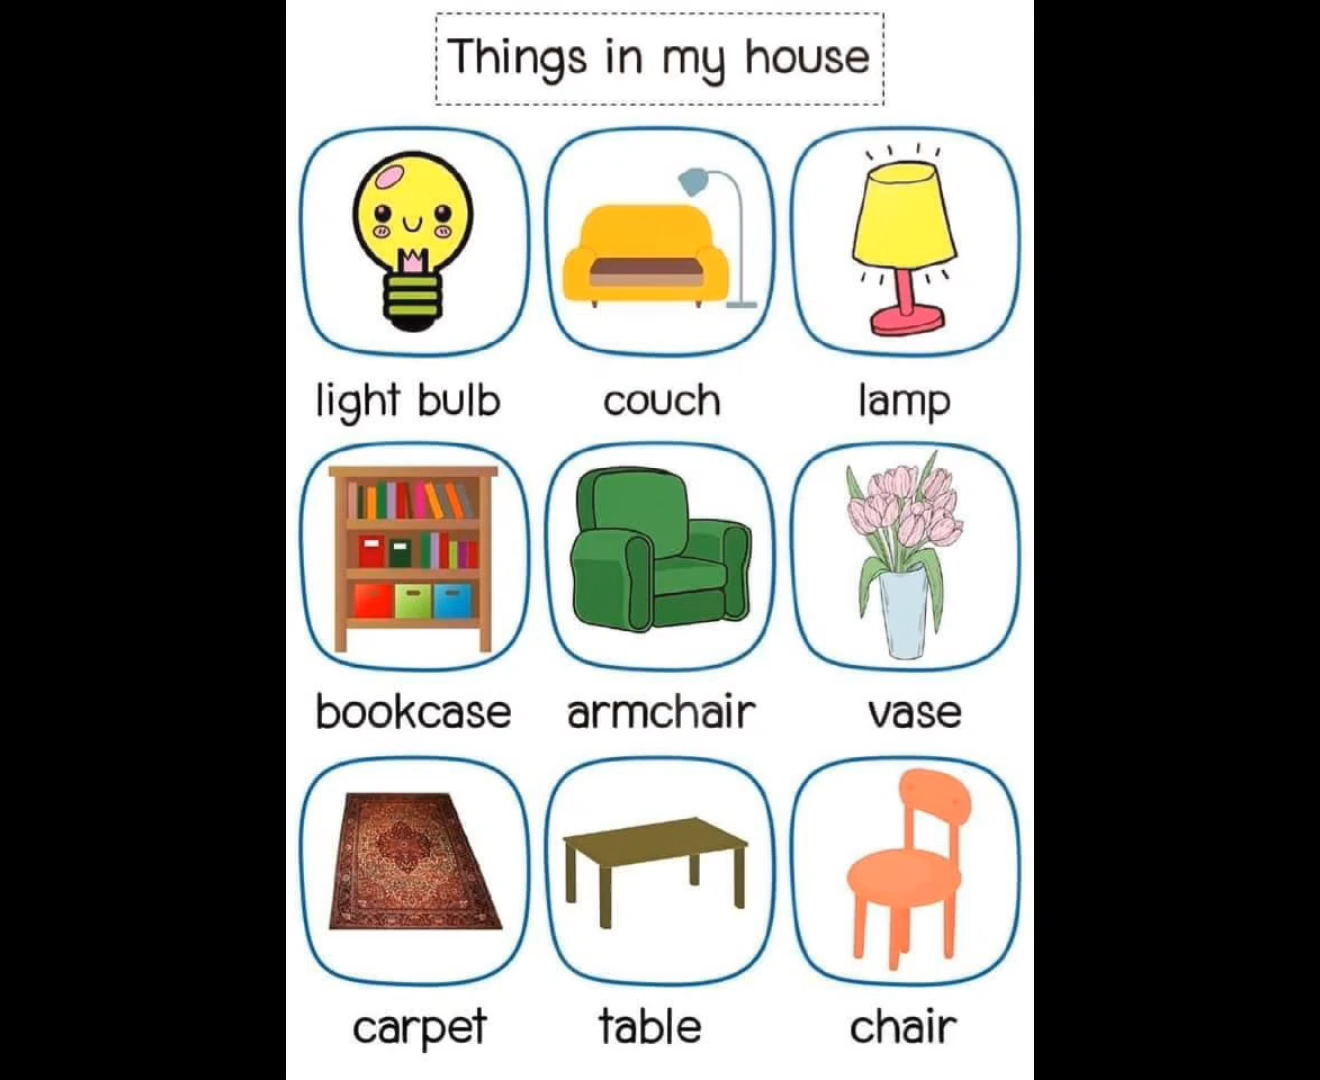 Things in my house
light bulb
couch
lamp
bookcase
armchair
vase
carpet
table
chair